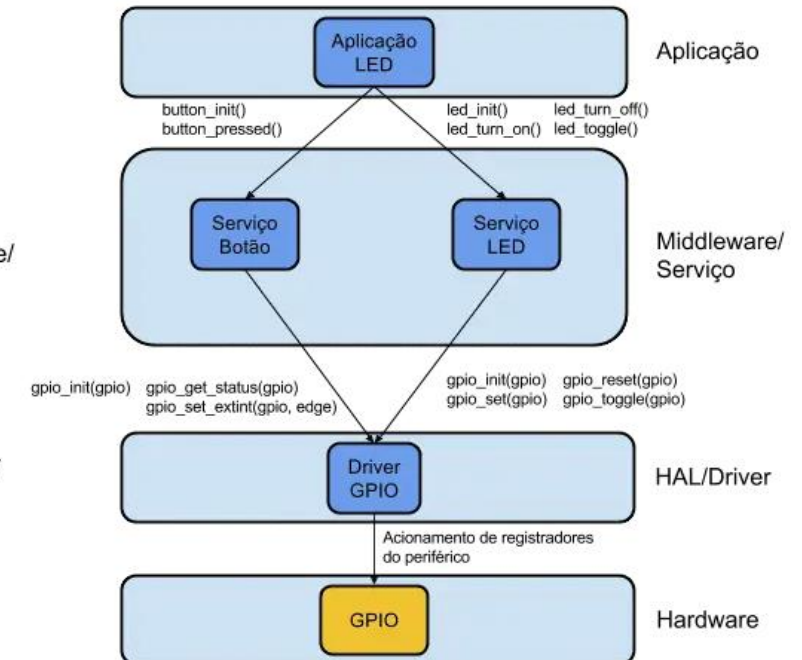 Aplicação
LED
Aplicação
button_init()
button_pressed()
led_init() led_turn_off()
led_turn_on() led_toggle()
Serviço
Botão
Serviço
LED
Middleware/
Serviço
e/
gpio_init(gpio) gpio_get_status(gpio)
gpio_set_extint(gpio, edge)
gpio_init(gpio) gpio_reset(gpio)
gpio_set(gpio) gpio_toggle(gpio)
Driver
GPIO
HAL/Driver
Acionamento de registradores
do periférico
GPIO
Hardware